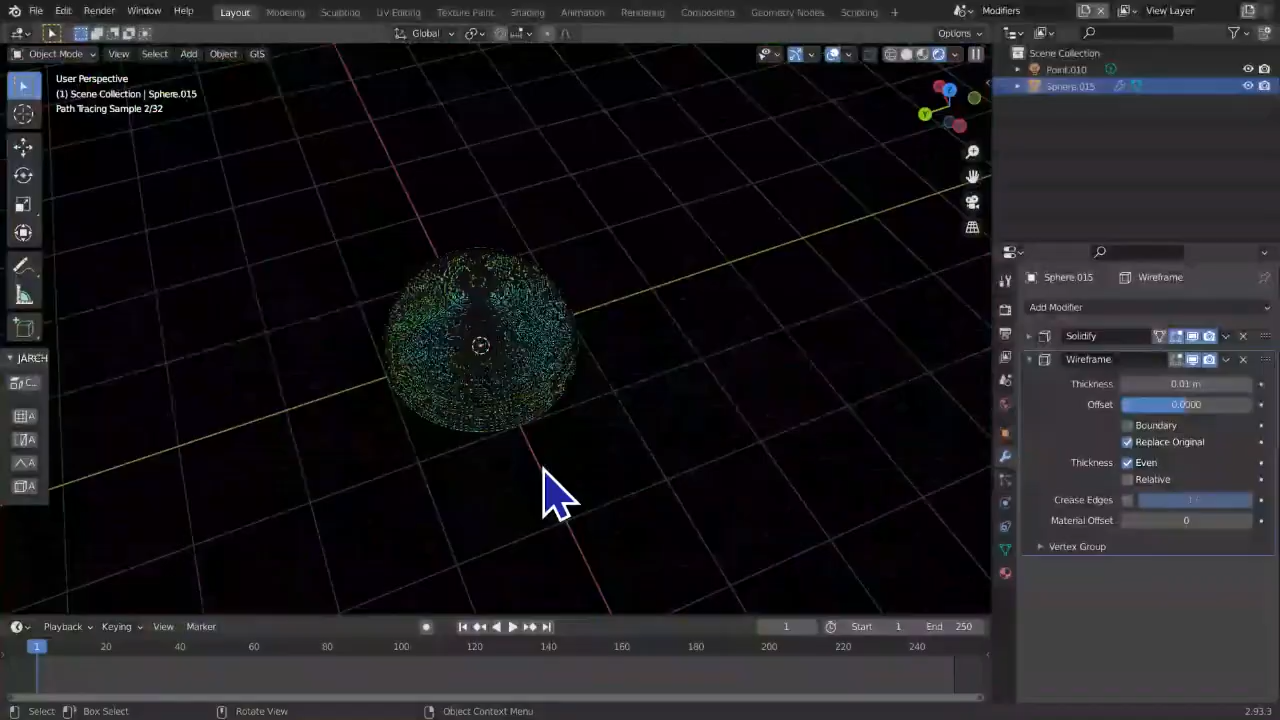 File Edit Render Window Help Layout Modeling Sculpting UV Editing Texture Paint Shading Animation Rendering Compositing Geometry Nodes Scripting + Modifiers View Layer
Global Options
Object Mode View Select Add Object GIS
User Perspective
(1) Scene Collection | Sphere.015
Path Tracing Sample 2/32
Y
Z
Scene Collection
Point.010
Sphere.015
Sphere.015 Wireframe
Add Modifier
Solidify
Wireframe
Thickness 0.01 m
Offset 0.0000
Boundary
Replace Original
Thickness Even
Relative
Crease Edges
Material Offset 0
Vertex Group
JARCH
C..
A
A
A
A
Playback Keying View Marker 1 Start 1 End 250
1 20 40 60 80 100 120 140 160 180 200 220 240
Select Box Select Rotate View Object Context Menu 2.93.3